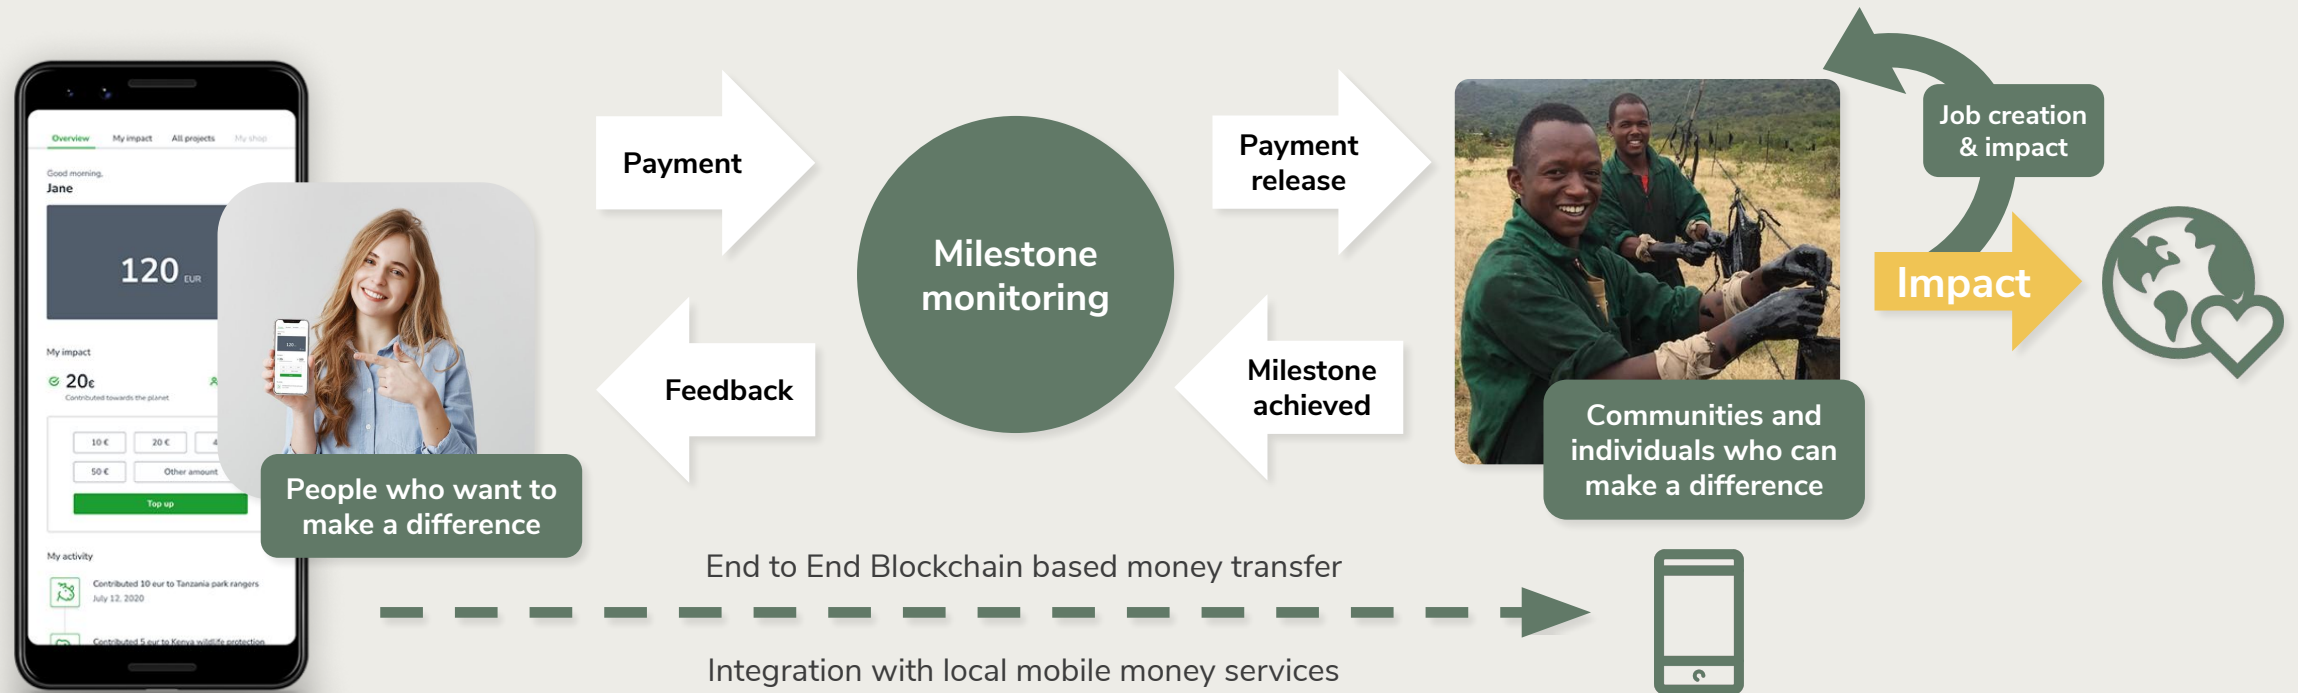 Overview My impact All projects My shop
Good morning,
Jane
120 EUR
My impact
20€
Contributed towards the planet
10 € 20 € 4
50 € Other amount
Top up
My activity
Contributed 10 eur to Tanzania park rangers
July 12, 2020
Contributed 5 eur to Kenya wildlife protection
120
People who want to
make a difference
Payment
Feedback
Milestone
monitoring
Payment
release
Milestone
achieved
Communities and
individuals who can
make a difference
Job creation
& impact
Impact
End to End Blockchain based money transfer
Integration with local mobile money services